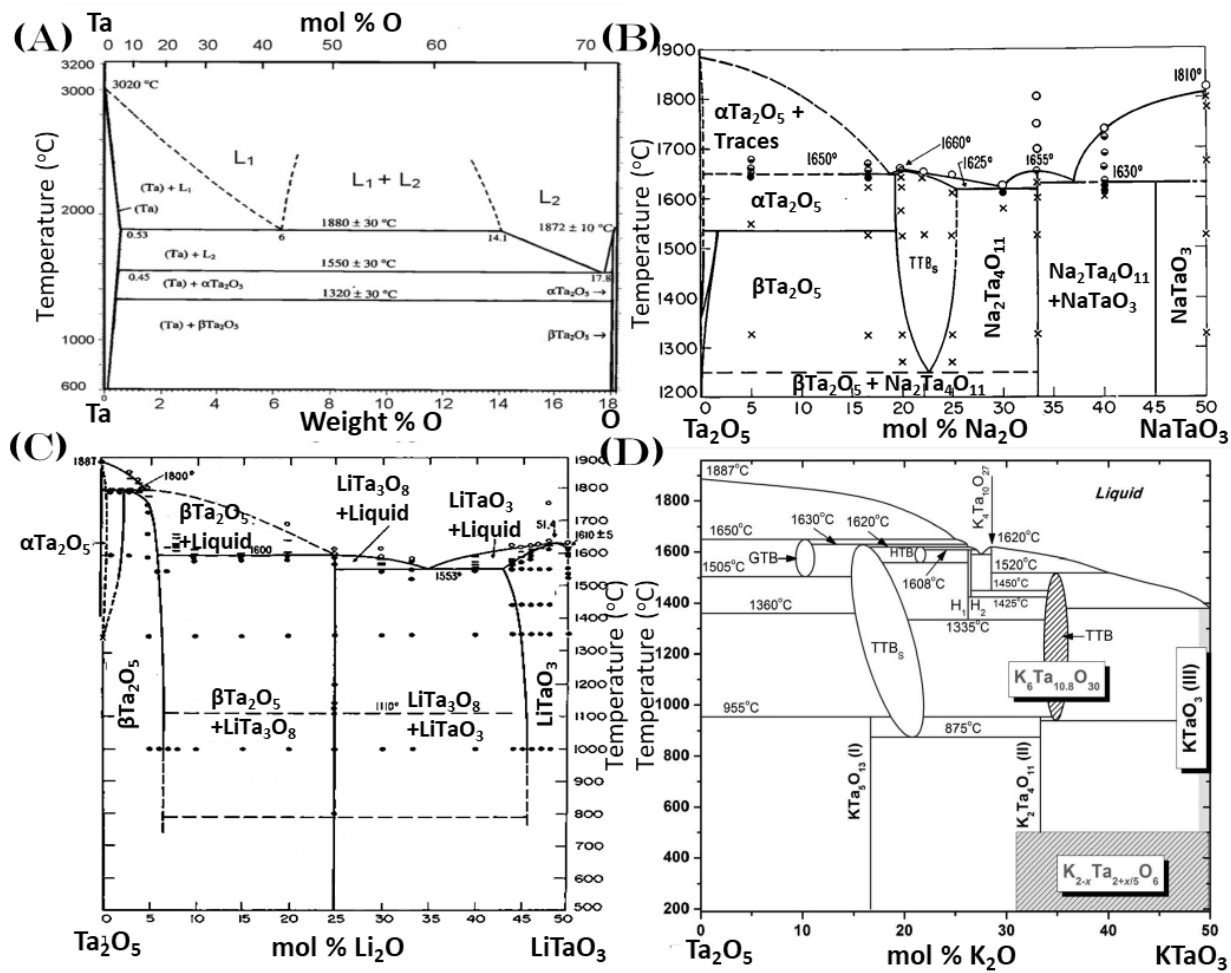 (A)
Ta
mol % O
0 10 20 30 40 50 60 70
3200
3000
2000
1000
600
Temperature (°C)
3020 °C
L₁
L₁ + L₂
L₂
(Ta) + L₁
(Ta)
1880 ± 30 °C
1872 ± 10 °C
0.53
6
14.1
(Ta) + L₂
1550 ± 30 °C
0.45
17.8
(Ta) + αTa₂O₅
αTa₂O₅
1320 ± 30 °C
(Ta) + βTa₂O₅
βTa₂O₅
0 2 4 6 8 10 12 14 16 18
Ta
Weight % O
O
(B)
1900
1800
1700
1600
1500
1400
1300
1200
Temperature (°C)
αTa₂O₅ +
Traces
1810°
1650°
1660°
1625°
1655°
1630°
αTa₂O₅
βTa₂O₅
TTBs
Na₂Ta₄O₁₁
Na₂Ta₄O₁₁
+NaTaO₃
NaTaO₃
βTa₂O₅ + Na₂Ta₄O₁₁
0 5 10 15 20 25 30 35 40 45 50
Ta₂O₅
mol % Na₂O
NaTaO₃
(C)
1887
1800°
αTa₂O₅
βTa₂O₅
+Liquid
LiTa₃O₈
+Liquid
LiTaO₃
+Liquid
51.4
1610±5
1600
1553°
βTa₂O₅
βTa₂O₅
+LiTa₃O₈
1110°
LiTa₃O₈
+LiTaO₃
LiTaO₃
1900
1800
1700
1600
1500
1400
1300
1200
1100
1000
900
800
700
600
500
Temperature (°C)
0 5 10 15 20 25 30 35 40 45 50
Ta₂O₅
mol % Li₂O
LiTaO₃
(D)
1800
1600
1400
1200
1000
800
600
400
200
Temperature (°C)
1887°C
K₄Ta₁₀O₂₇
Liquid
1650°C
1630°C
1620°C
1620°C
GTB
HTB
1505°C
1608°C
1520°C
1450°C
1425°C
H₁
H₂
1360°C
1335°C
TTB
TTBs
K₆Ta₁₀.₈O₃₀
955°C
875°C
KTa₅O₁₃ (I)
K₂Ta₄O₁₁ (II)
KTaO₃ (III)
K₂₋ₓTa₂₊ₓ/₅O₆
0 10 20 30 40 50
Ta₂O₅
mol % K₂O
KTaO₃